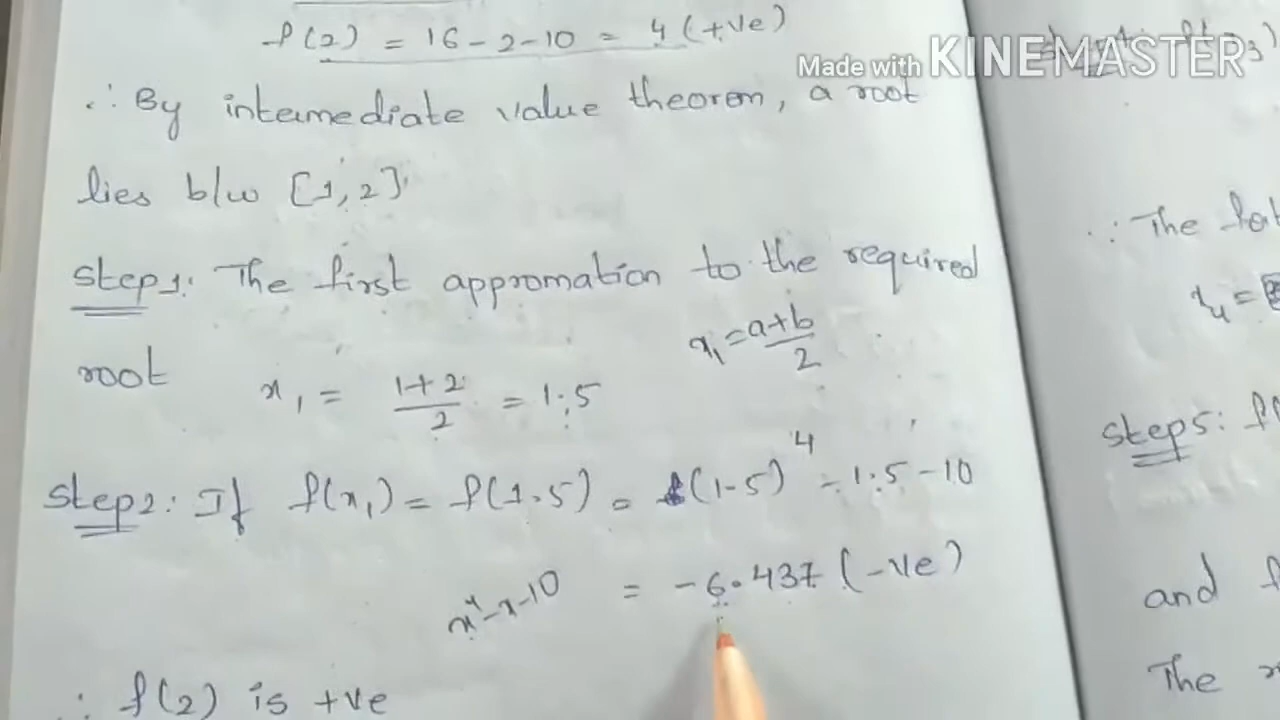 f(2) = 16-2-10 = 4 (+ve)
Made with KINEMASTER
∴ By intermediate value theorem, a root
lies b/w [1,2]
Step1: The first appromation to the required
root x₁ = (1+2)/2 = 1.5
x₁ = (a+b)/2
Step2: If f(x₁) = f(1.5) = (1.5)⁴ - 1.5 - 10
x⁴-x-10 = -6.437 (-ve)
∴ f(2) is +ve
∴ The
x₄ =
Step5:
and f
The